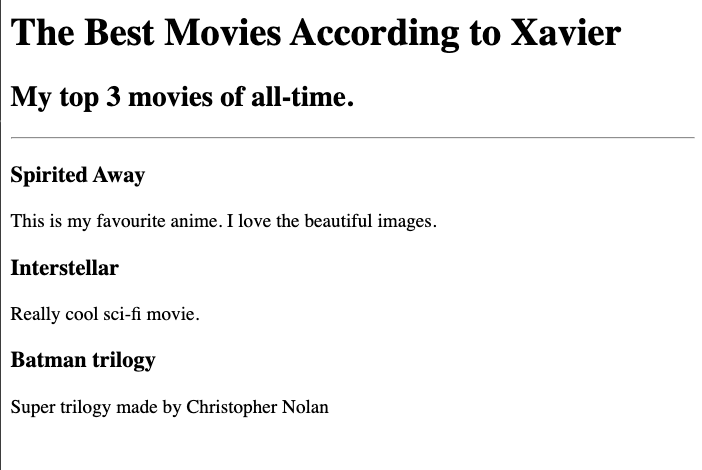 The Best Movies According to Xavier
My top 3 movies of all-time.
Spirited Away
This is my favourite anime. I love the beautiful images.
Interstellar
Really cool sci-fi movie.
Batman trilogy
Super trilogy made by Christopher Nolan